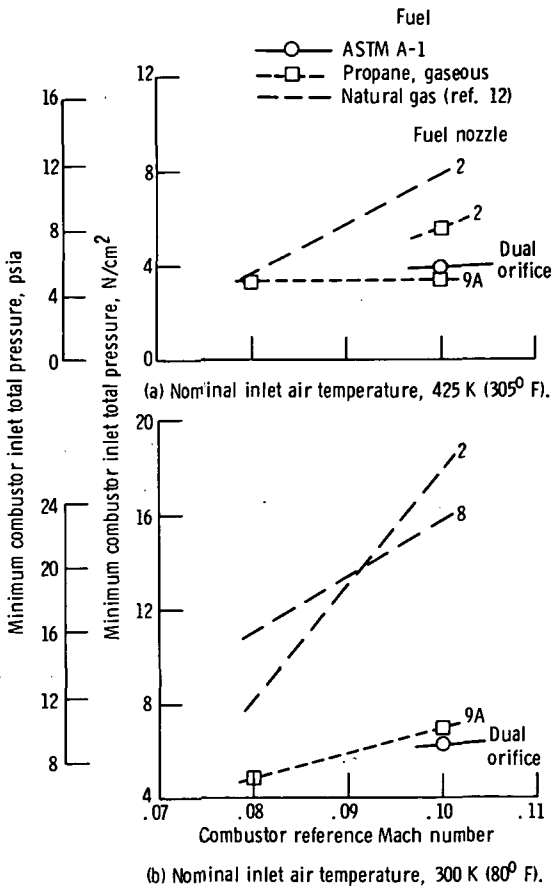 Fuel
ASTM A-1
Propane, gaseous
Natural gas (ref. 12)
Fuel nozzle
Minimum combustor inlet total pressure, psia
Minimum combustor inlet total pressure, N/cm²
16
12
8
4
0
12
8
4
0
2
2
Dual
orifice
9A
(a) Nominal inlet air temperature, 425 K (305⁰ F).
24
20
16
12
8
20
16
12
8
4
2
8
9A
Dual
orifice
.07 .08 .09 .10 .11
Combustor reference Mach number
(b) Nominal inlet air temperature, 300 K (80⁰ F).